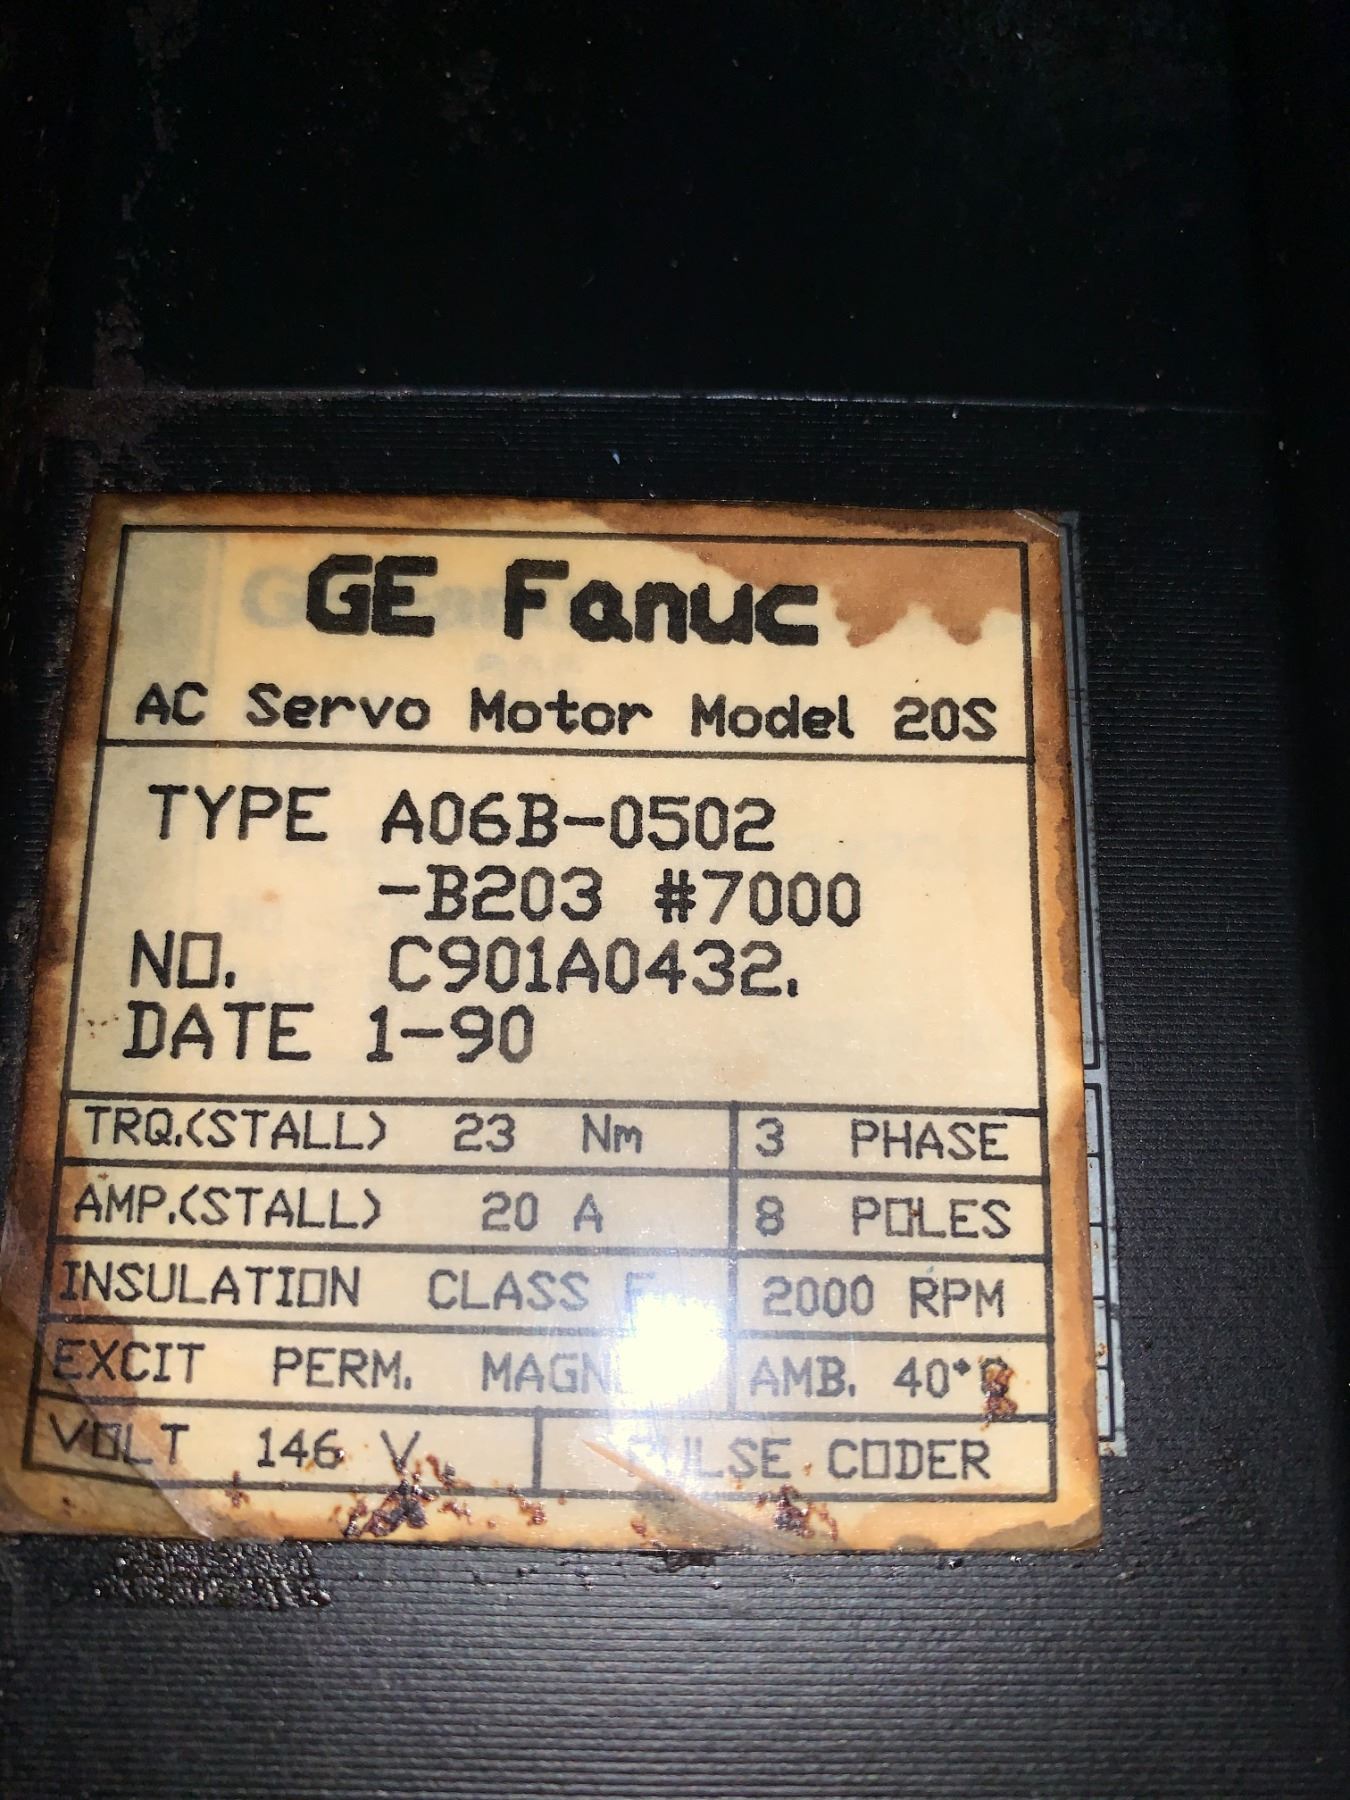 GE Fanuc
AC Servo Motor Model 20S
TYPE A06B-0502
-B203 #7000
NO. C901A0432.
DATE 1-90
TRQ.(STALL) 23 Nm 3 PHASE
AMP.(STALL) 20 A 8 POLES
INSULATION CLASS F 2000 RPM
EXCIT PERM. MAGN AMB. 40°C
VOLT 146 V. PULSE CODER